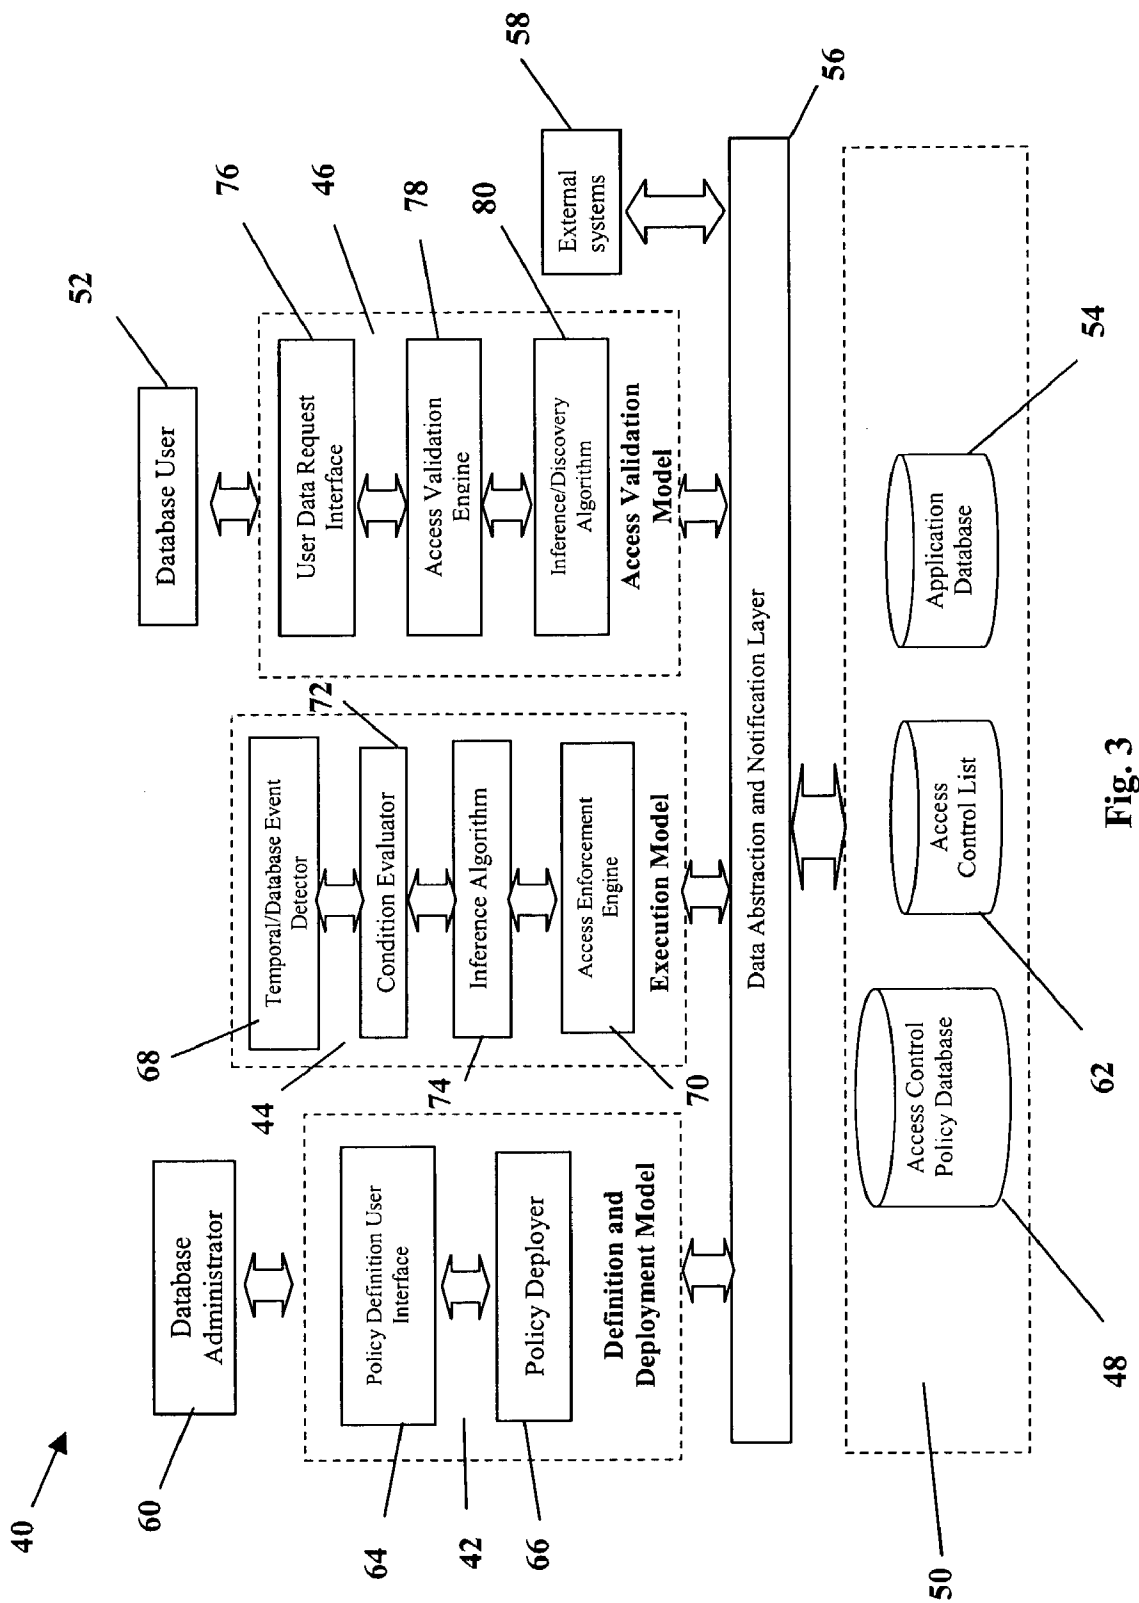 40
60
Database
Administrator
64
Policy Definition User
Interface
42
66
Policy Deployer
Definition and
Deployment Model
68
Temporal/Database Event
Detector
44
72
Condition Evaluator
74
Inference Algorithm
70
Access Enforcement
Engine
Execution Model
52
Database User
76
User Data Request
Interface
46
78
Access Validation
Engine
80
Inference/Discovery
Algorithm
Access Validation
Model
58
External
systems
56
Data Abstraction and Notification Layer
50
48
Access Control
Policy Database
62
Access
Control List
54
Application
Database
Fig. 3